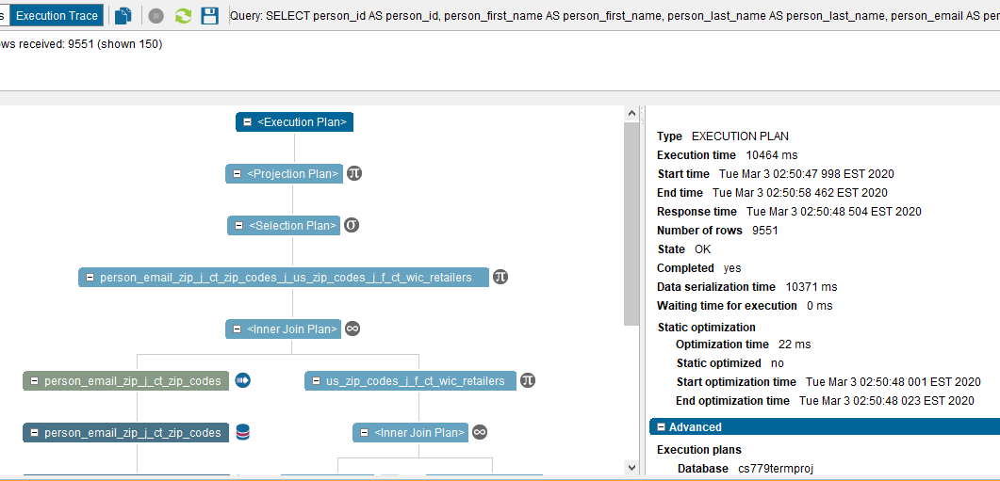 s Execution Trace Query: SELECT person_id AS person_id, person_first_name AS person_first_name, person_last_name AS person_last_name, person_email AS per
ws received: 9551 (shown 150)
<Execution Plan>
<Projection Plan> π
<Selection Plan> σ
person_email_zip_j_ct_zip_codes_j_us_zip_codes_j_f_ct_wic_retailers π
<Inner Join Plan> ∞
person_email_zip_j_ct_zip_codes
us_zip_codes_j_f_ct_wic_retailers π
person_email_zip_j_ct_zip_codes
<Inner Join Plan> ∞
Type EXECUTION PLAN
Execution time 10464 ms
Start time Tue Mar 3 02:50:47 998 EST 2020
End time Tue Mar 3 02:50:58 462 EST 2020
Response time Tue Mar 3 02:50:48 504 EST 2020
Number of rows 9551
State OK
Completed yes
Data serialization time 10371 ms
Waiting time for execution 0 ms
Static optimization
Optimization time 22 ms
Static optimized no
Start optimization time Tue Mar 3 02:50:48 001 EST 2020
End optimization time Tue Mar 3 02:50:48 023 EST 2020
Advanced
Execution plans
Database cs779termproj